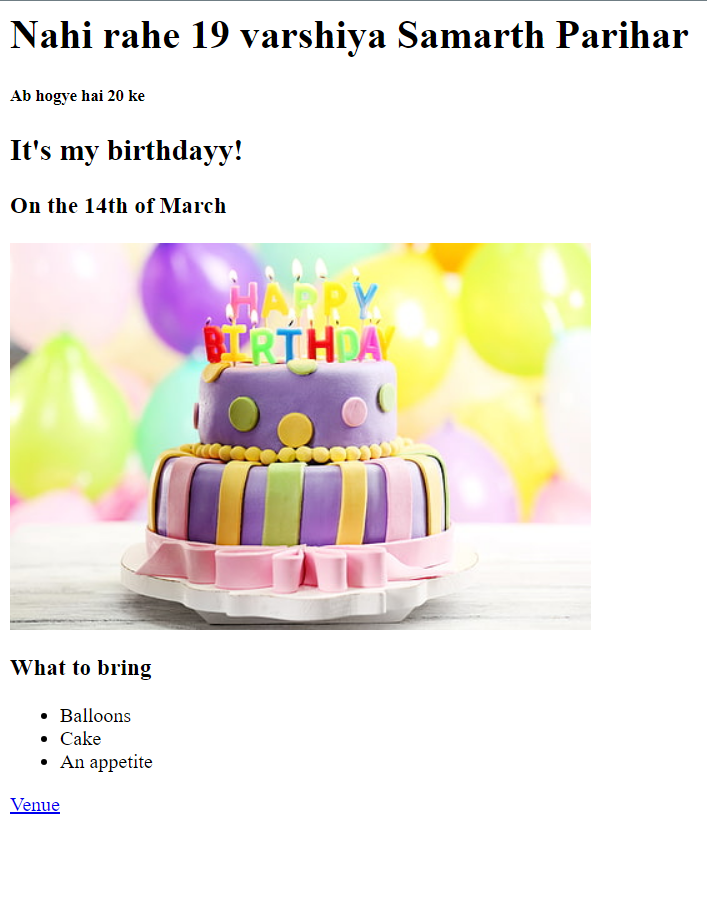 Nahi rahe 19 varshiya Samarth Parihar
Ab hogye hai 20 ke
It's my birthdayy!
On the 14th of March
HAPPY
BIRTHDAY
What to bring
Balloons
Cake
An appetite
Venue